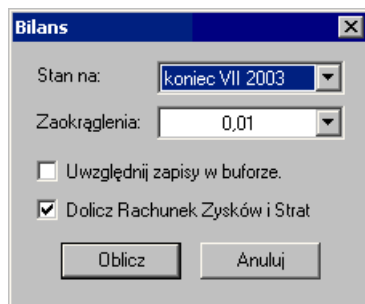 Bilans
Stan na: koniec VII 2003
Zaokrąglenia: 0,01
Uwzględnij zapisy w buforze.
Dolicz Rachunek Zysków i Strat
Oblicz Anuluj